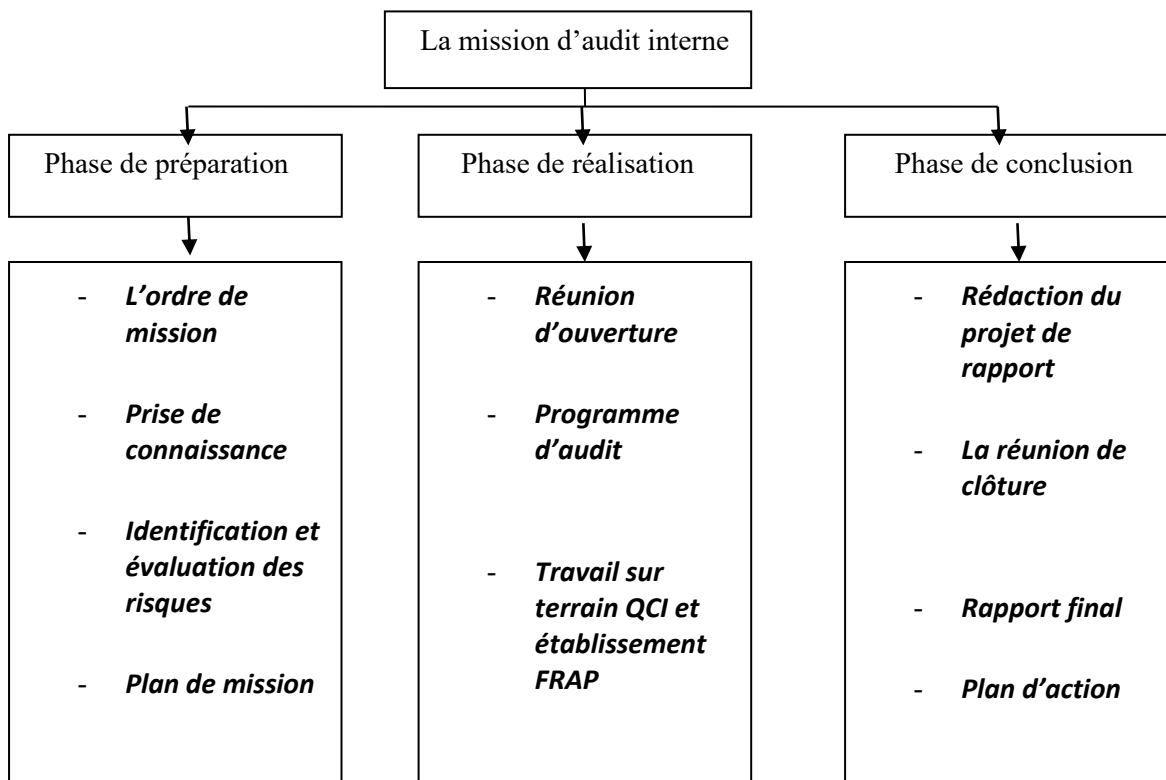 La mission d’audit interne
Phase de préparation
Phase de réalisation
Phase de conclusion
- L’ordre de
mission
- Prise de
connaissance
- Identification et
évaluation des
risques
- Plan de mission
- Réunion
d’ouverture
- Programme
d’audit
- Travail sur
terrain QCI et
établissement
FRAP
- Rédaction du
projet de
rapport
- La réunion de
clôture
- Rapport final
- Plan d’action